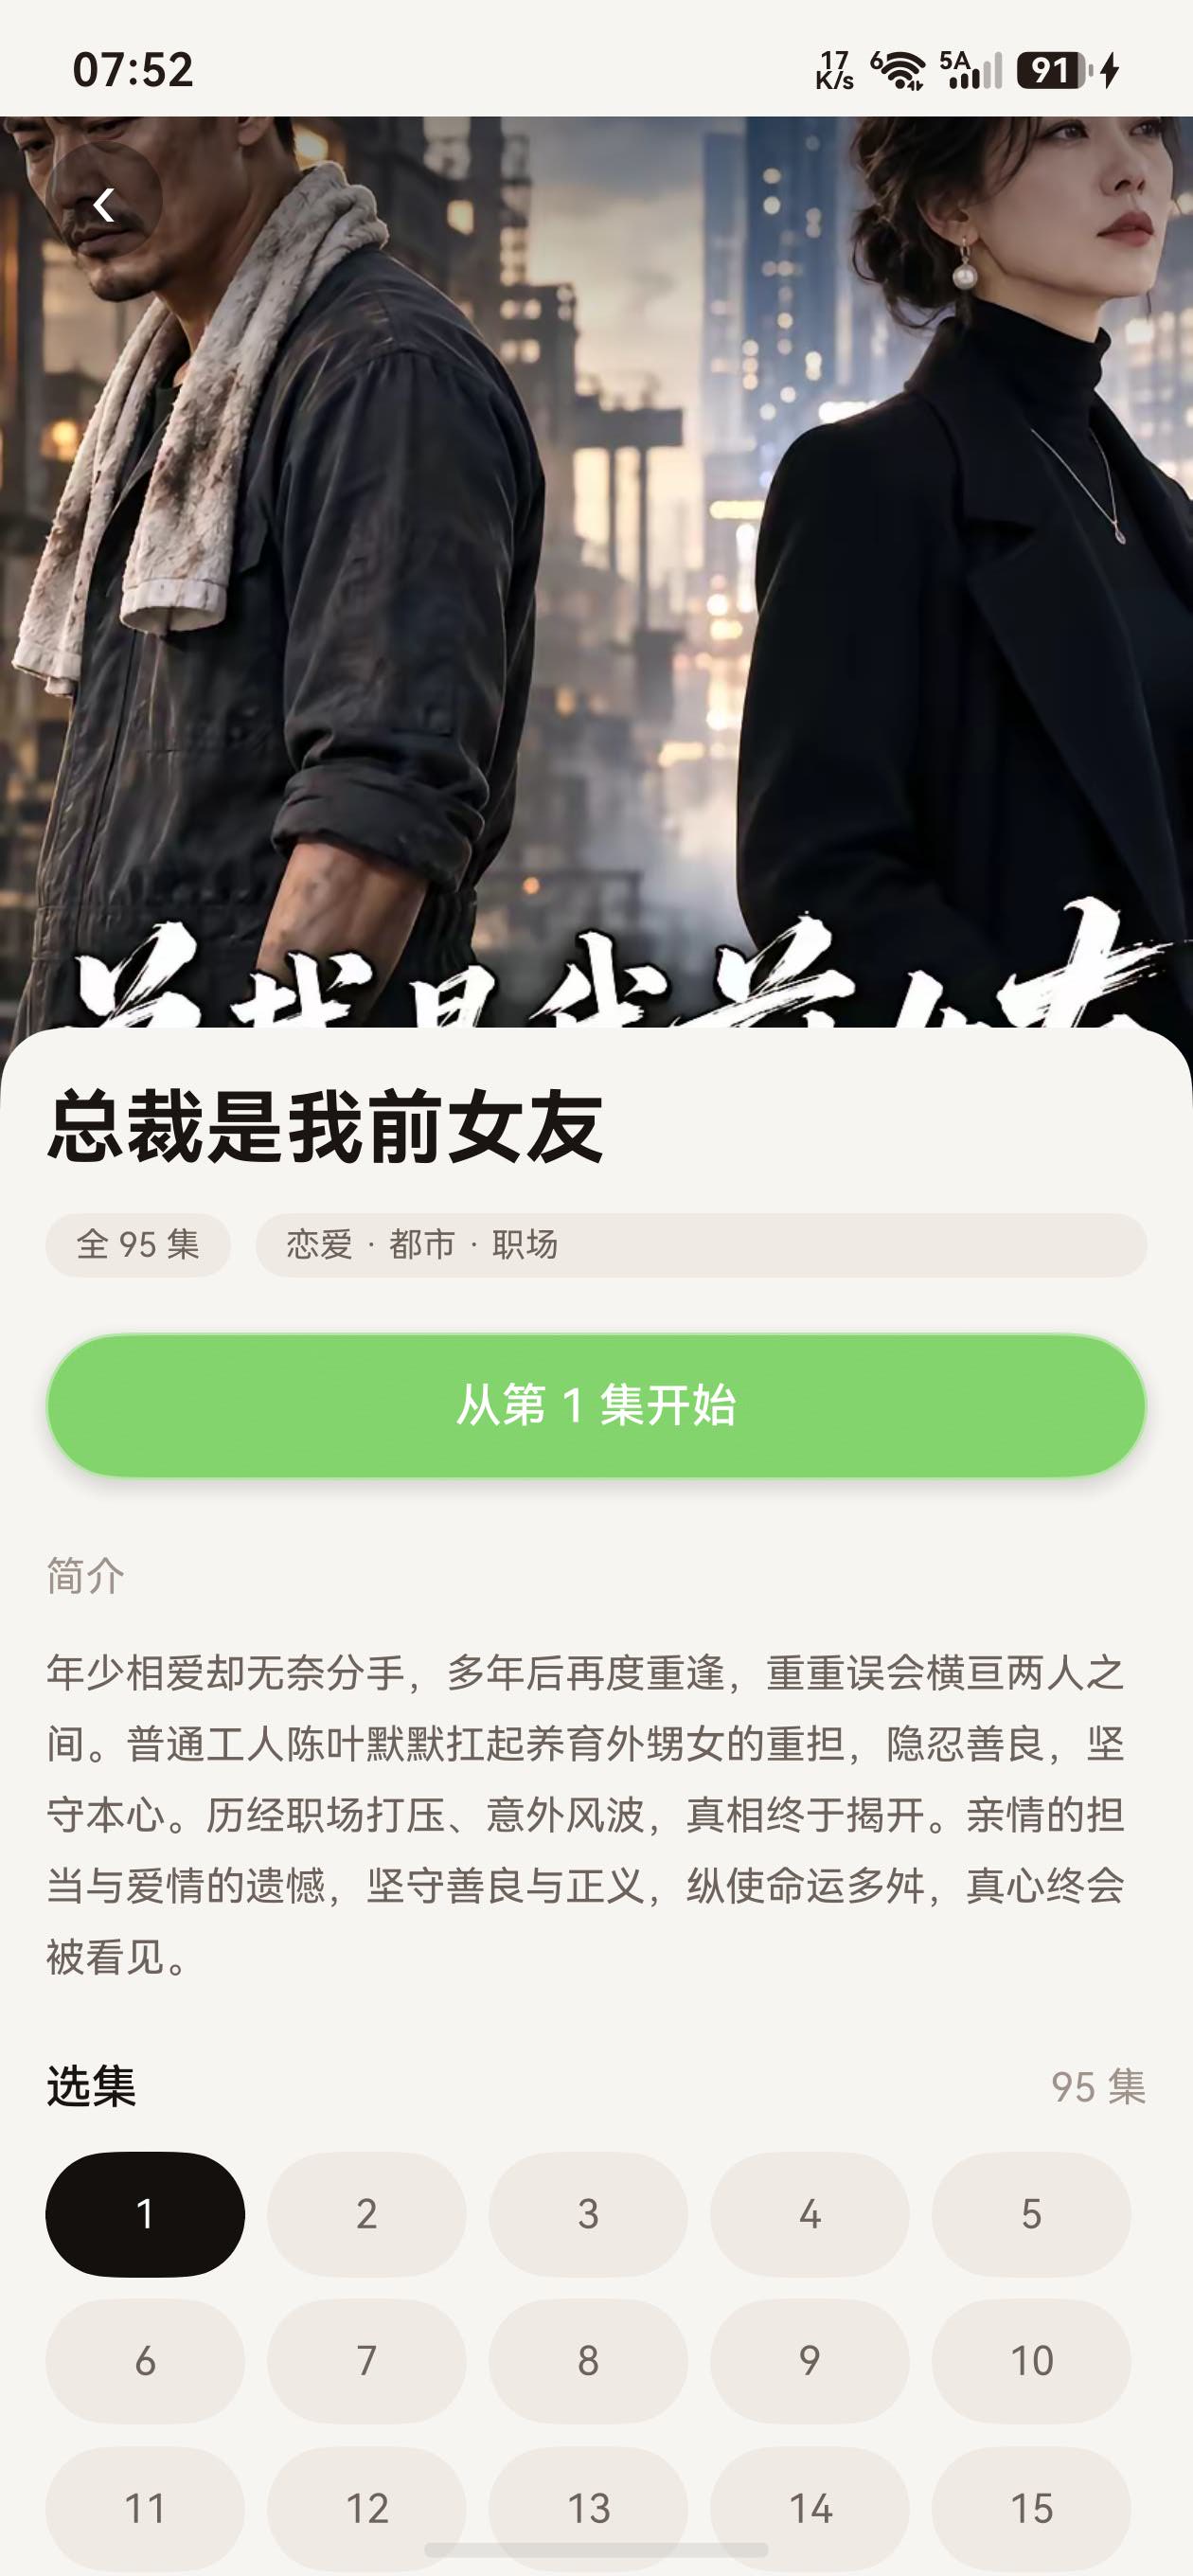 07:52
17
K/s
6
5A
91
总裁是我前女友
全 95 集
恋爱 · 都市 · 职场
从第 1 集开始
简介
年少相爱却无奈分手，多年后再度重逢，重重误会横亘两人之
间。普通工人陈叶默默扛起养育外甥女的重担，隐忍善良，坚
守本心。历经职场打压、意外风波，真相终于揭开。亲情的担
当与爱情的遗憾，坚守善良与正义，纵使命运多舛，真心终会
被看见。
选集
95 集
1
2
3
4
5
6
7
8
9
10
11
12
13
14
15